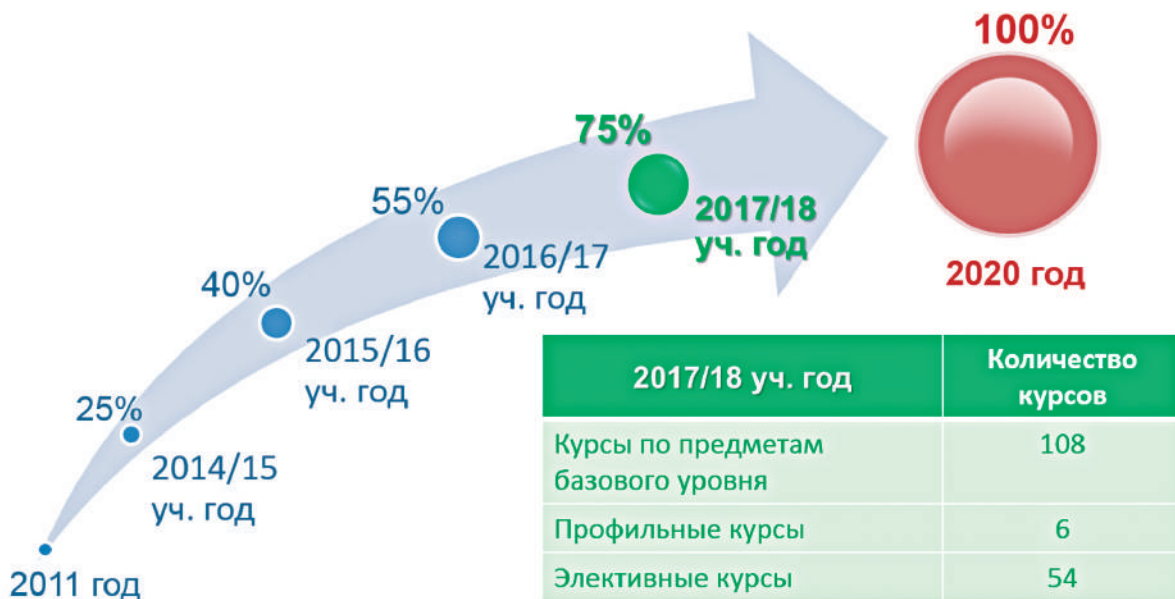 100%
75%
2017/18
уч. год
55%
2016/17
уч. год
40%
2015/16
уч. год
25%
2014/15
уч. год
2011 год
2020 год
2017/18 уч. год
Количество
курсов
Курсы по предметам
базового уровня
108
Профильные курсы
6
Элективные курсы
54